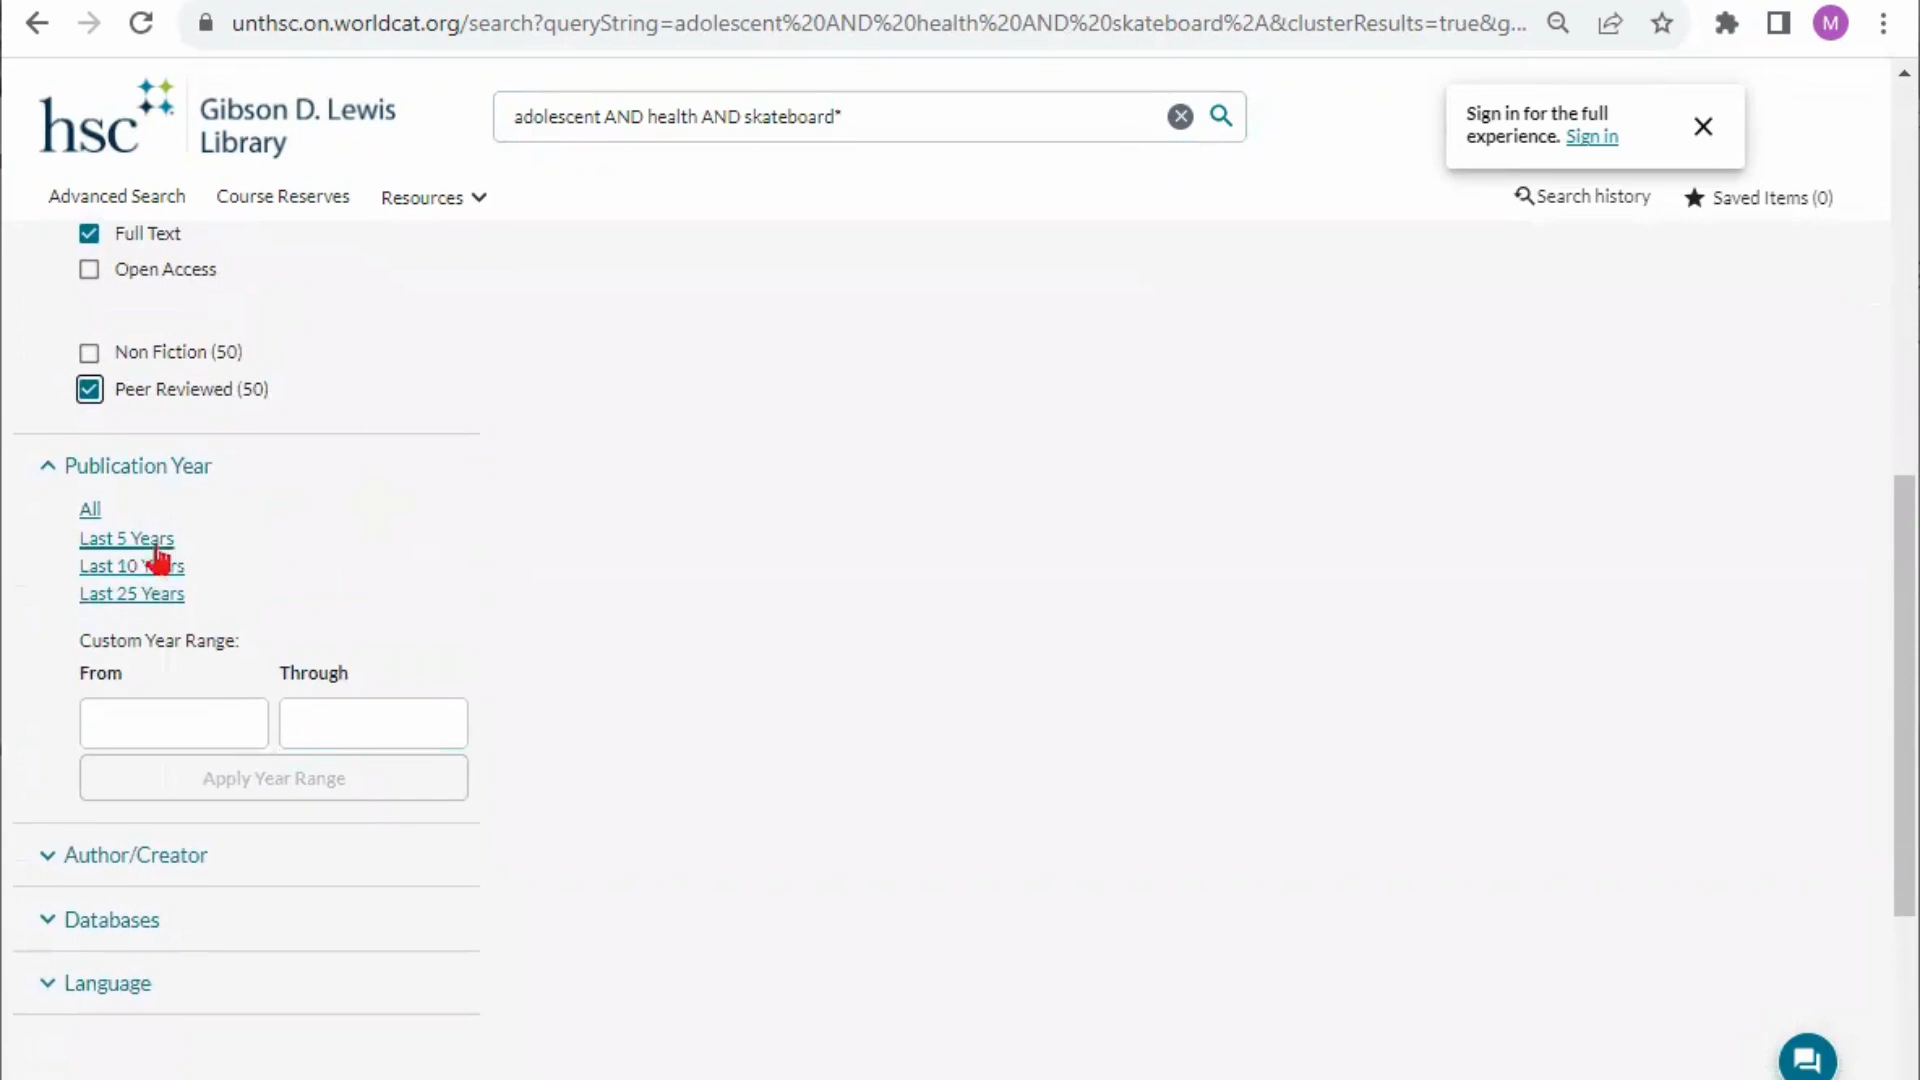 unthsc.on.worldcat.org/search?queryString=adolescent%20AND%20health%20AND%20skateboard%2A&clusterResults=true&g...
M
hsc
Gibson D. Lewis
Library
adolescent AND health AND skateboard*
Sign in for the full
experience. Sign in
Advanced Search
Course Reserves
Resources
Search history
Saved Items (0)
Full Text
Open Access
Non Fiction (50)
Peer Reviewed (50)
Publication Year
All
Last 5 Years
Last 10 Years
Last 25 Years
Custom Year Range:
From
Through
Apply Year Range
Author/Creator
Databases
Language